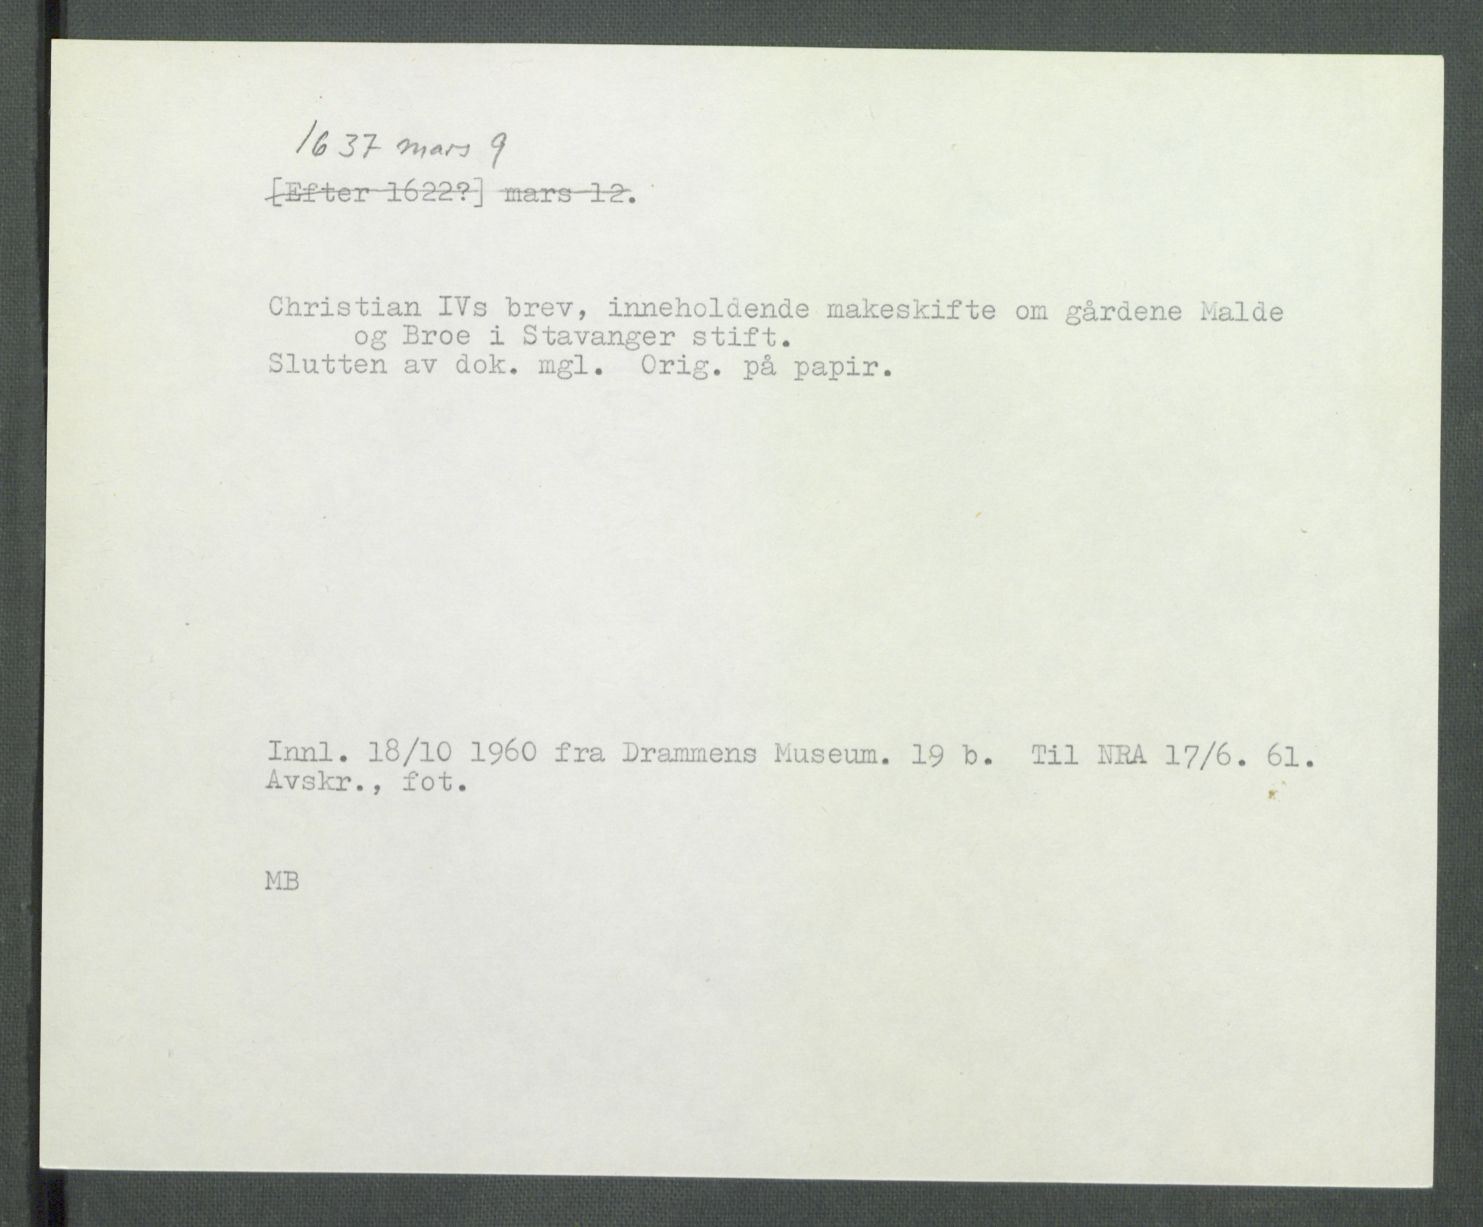 1637 mars 9
[Efter 1622?] mars 12.
Christian IVs brev, inneholdende makeskifte om gårdene Malde
og Broe i Stavanger stift.
Slutten av dok. mgl. Orig. på papir.
Innl. 18/10 1960 fra Drammens Museum. 19 b. Til NRA 17/6. 61.
Avskr., fot.
MB